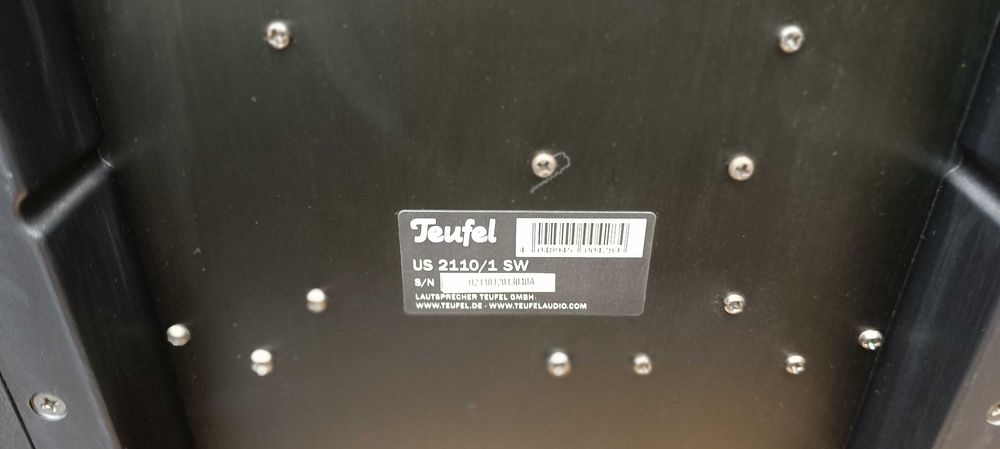 Teufel
US 2110/1 SW
S/N
LAUTSPRECHER TEUFEL GMBH.
WWW.TEUFEL.DE · WWW.TEUFELAUDIO.COM